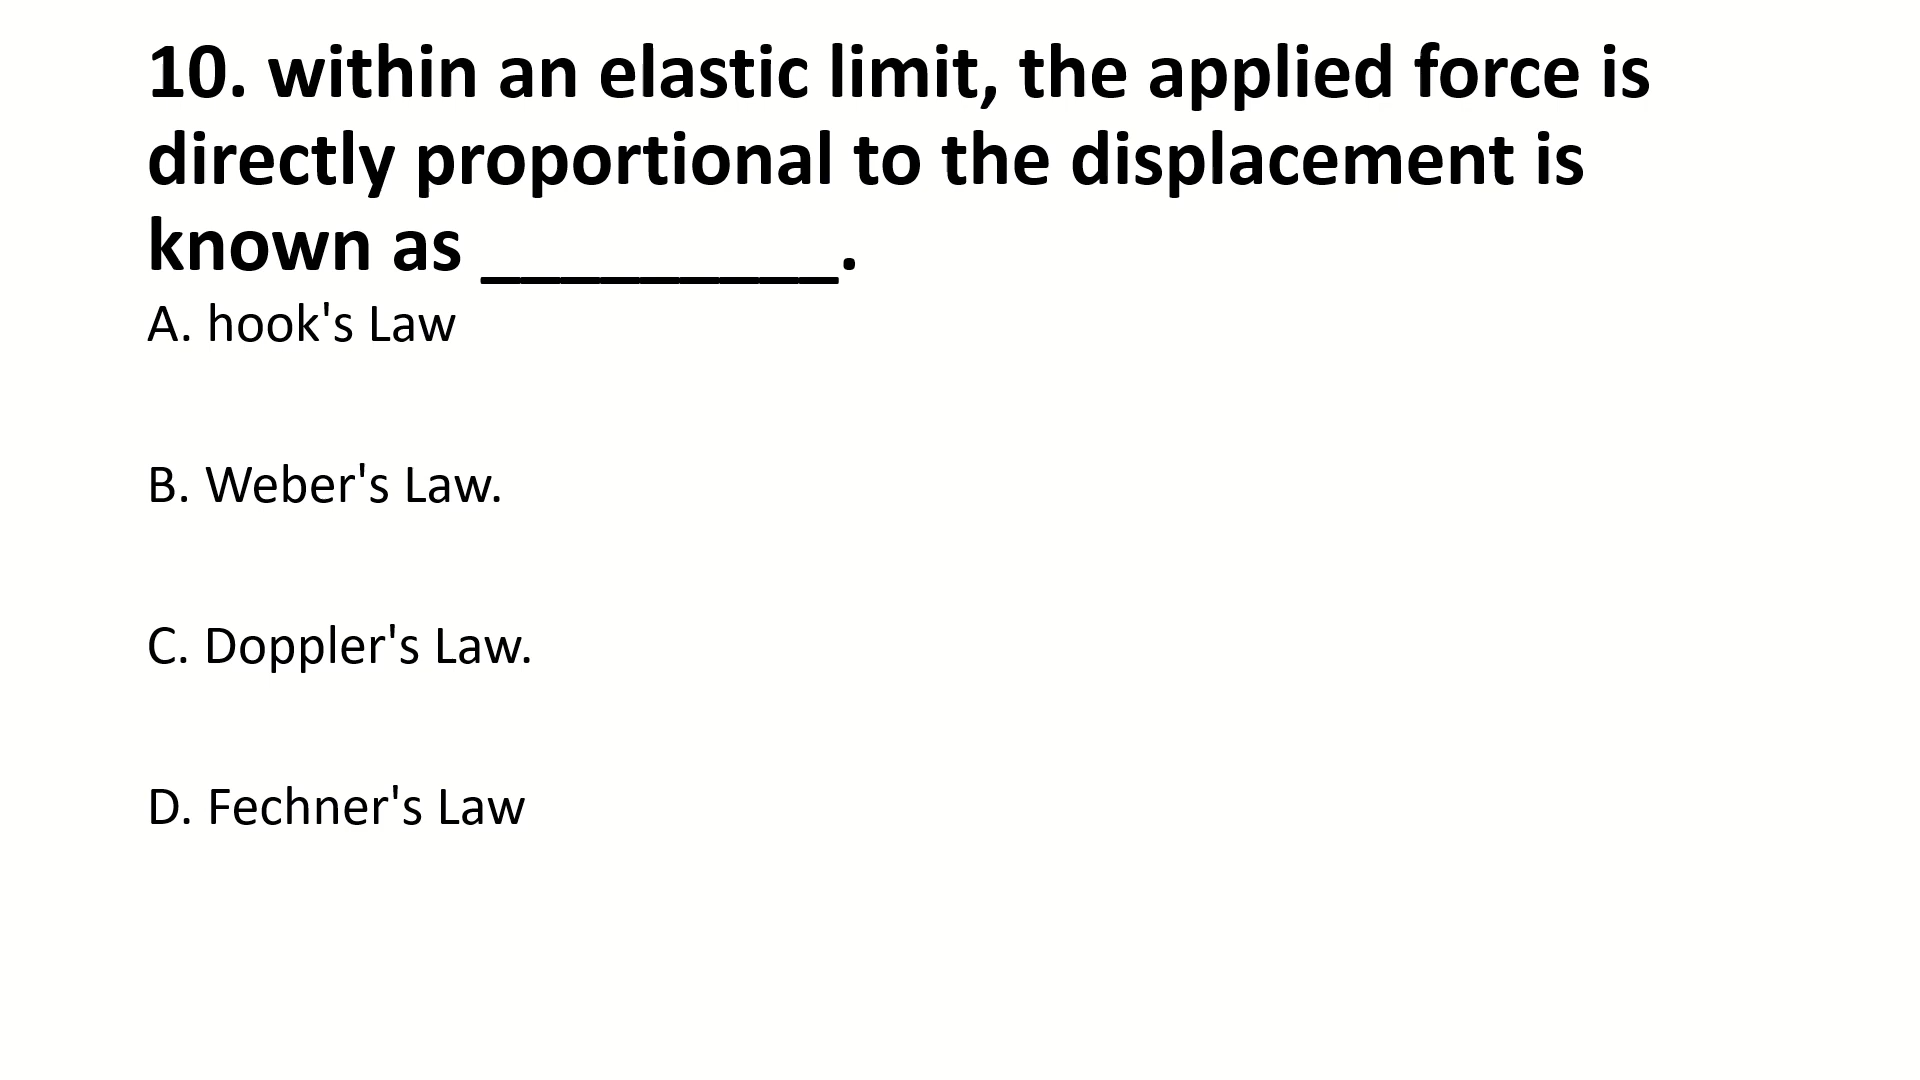 10. within an elastic limit, the applied force is
directly proportional to the displacement is
known as _________.
A. hook's Law
B. Weber's Law.
C. Doppler's Law.
D. Fechner's Law